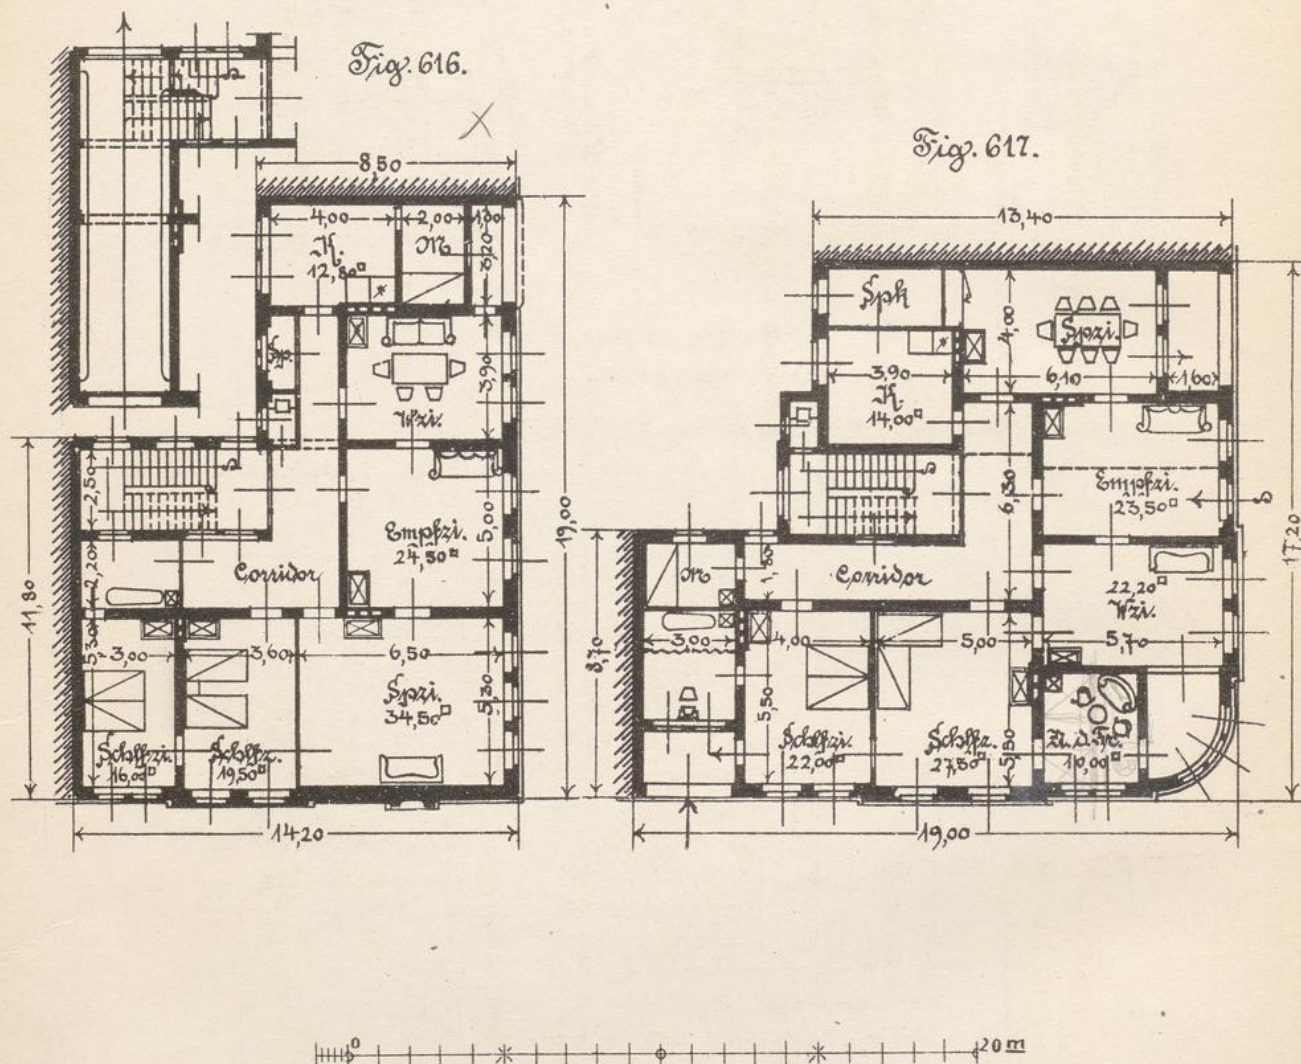 Fig. 616.
8,50
4,00
2,00
1,30
K.
12,80□
M
3,20
Sp.
3,90
Wzi.
2,50
Empfzi.
24,50□
5,00
19,00
11,80
2,20
Corridor
5,30
3,00
3,60
6,50
Spzi.
34,50□
5,30
Schlfzi.
16,00□
Schlfz.
19,50□
14,20
Fig. 617.
13,40
Spk
4,00
Spzi.
3,90
6,10
1,60
K.
14,00□
6,30
Empfzi.
23,50□
S
17,20
M
1,80
Corridor
22,20□
Wzi.
8,70
3,00
4,00
5,00
5,70
5,50
Schlfzi.
22,00□
Schlfz.
27,50□
5,50
10,00□
19,00
0
20 m